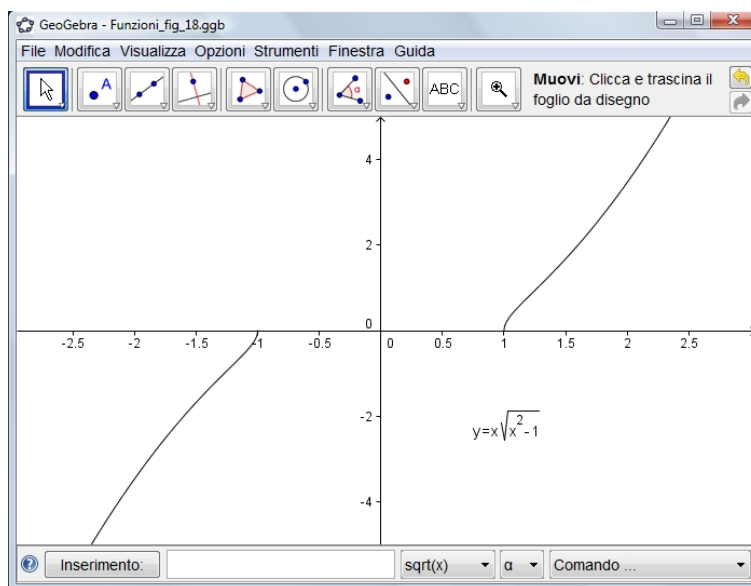 GeoGebra - Funzioni_fig_18.ggb
File Modifica Visualizza Opzioni Strumenti Finestra Guida
A
α
ABC
Muovi: Clicca e trascina il
foglio da disegno
4
2
0
-2.5 -2 -1.5 -1 -0.5 0 0.5 1 1.5 2 2.5 3
-2
y=x√x²-1
-4
Inserimento:
sqrt(x)
α
Comando ...